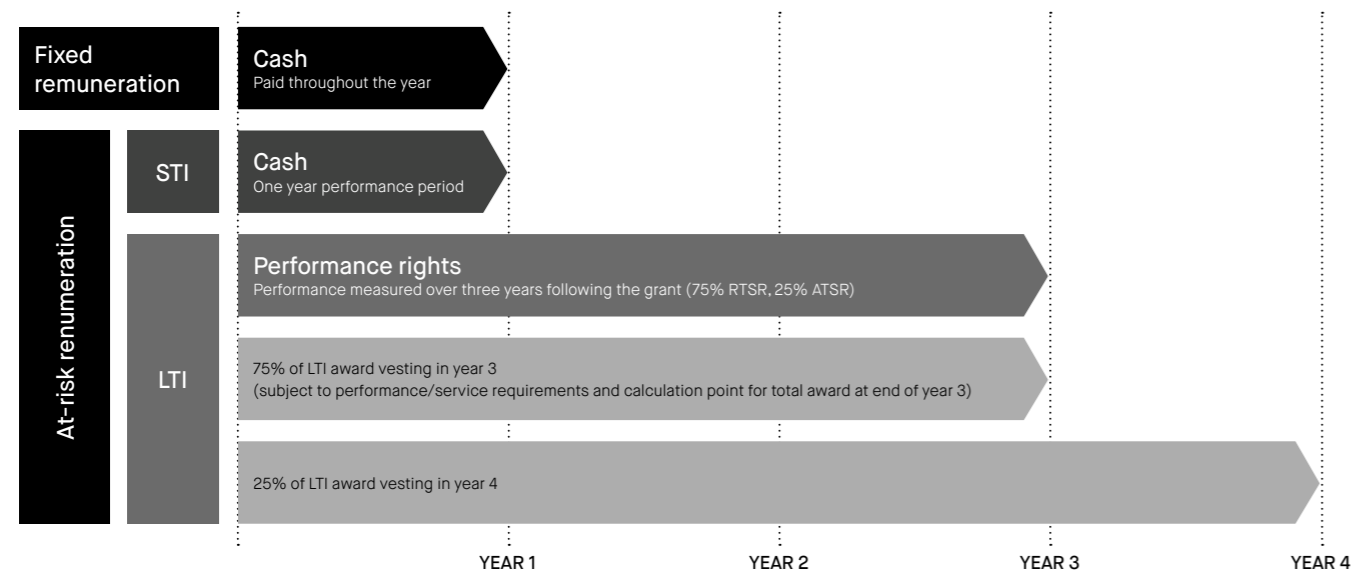 Fixed
remuneration
Cash
Paid throughout the year
At-risk renumeration
STI
Cash
One year performance period
LTI
Performance rights
Performance measured over three years following the grant (75% RTSR, 25% ATSR)
75% of LTI award vesting in year 3
(subject to performance/service requirements and calculation point for total award at end of year 3)
25% of LTI award vesting in year 4
YEAR 1
YEAR 2
YEAR 3
YEAR 4